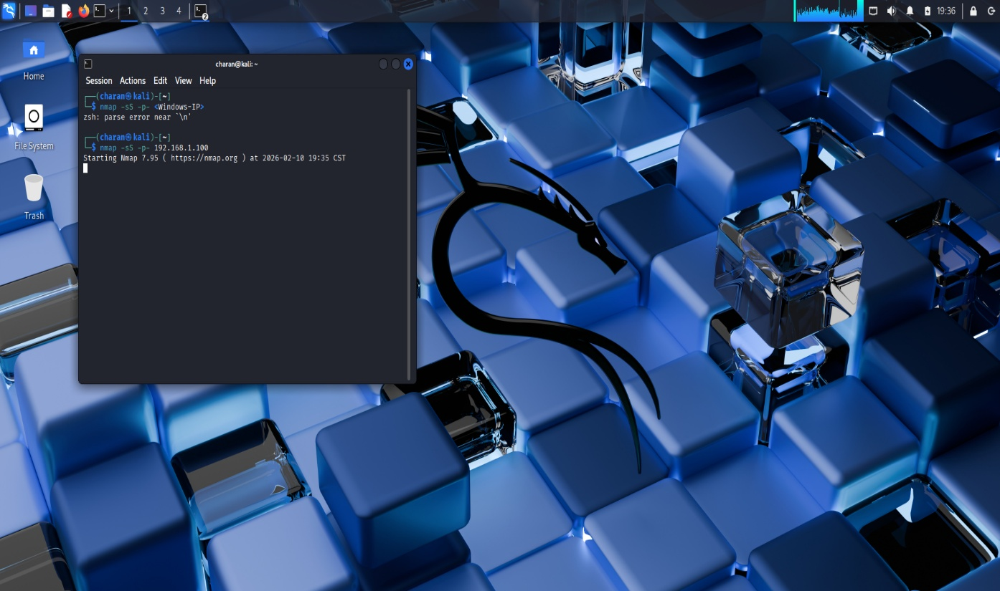 1 2 3 4 2 19:36
Home
File System
Trash
charan@kali: ~
Session Actions Edit View Help
┌──(charan㉿kali)-[~]
└─$ nmap -sS -p- <Windows-IP>
zsh: parse error near `\n'
┌──(charan㉿kali)-[~]
└─$ nmap -sS -p- 192.168.1.100
Starting Nmap 7.95 ( https://nmap.org ) at 2026-02-10 19:35 CST